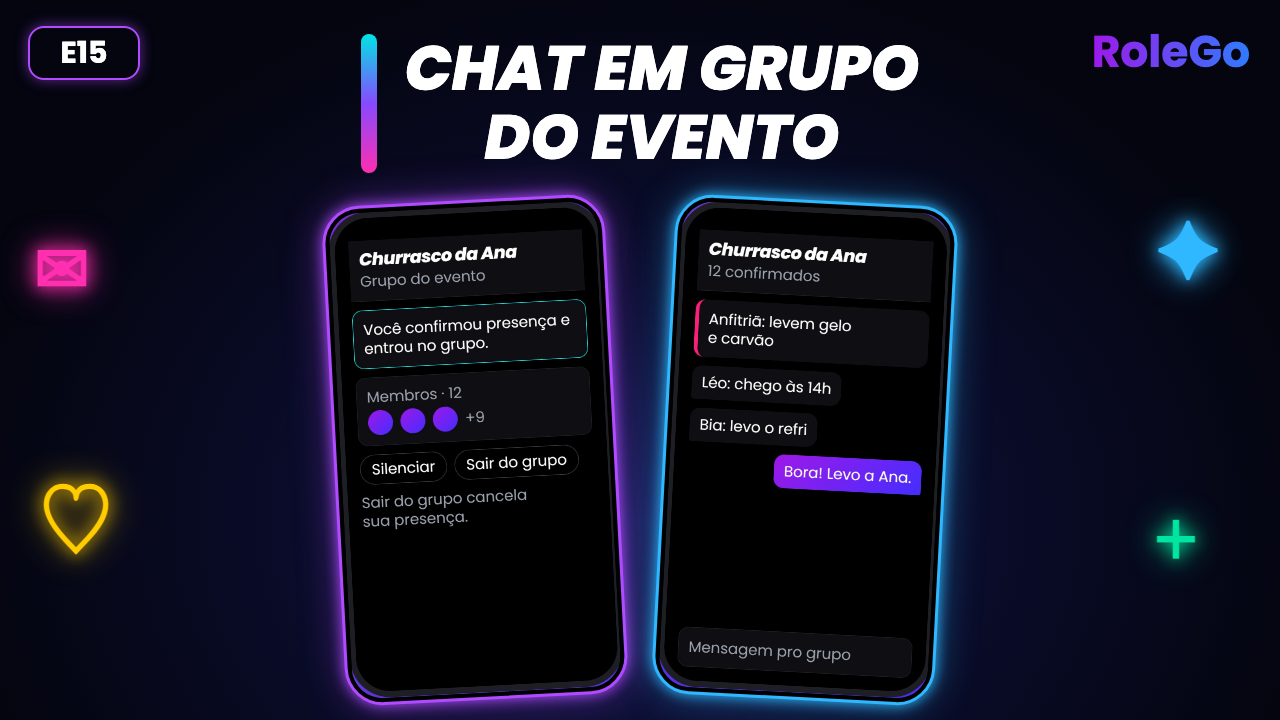 E15
CHAT EM GRUPO
DO EVENTO
RoleGo
Churrasco da Ana
Grupo do evento
Você confirmou presença e
entrou no grupo.
Membros · 12
+9
Silenciar
Sair do grupo
Sair do grupo cancela
sua presença.
Churrasco da Ana
12 confirmados
Anfitriã: levem gelo
e carvão
Léo: chego às 14h
Bia: levo o refri
Bora! Levo a Ana.
Mensagem pro grupo